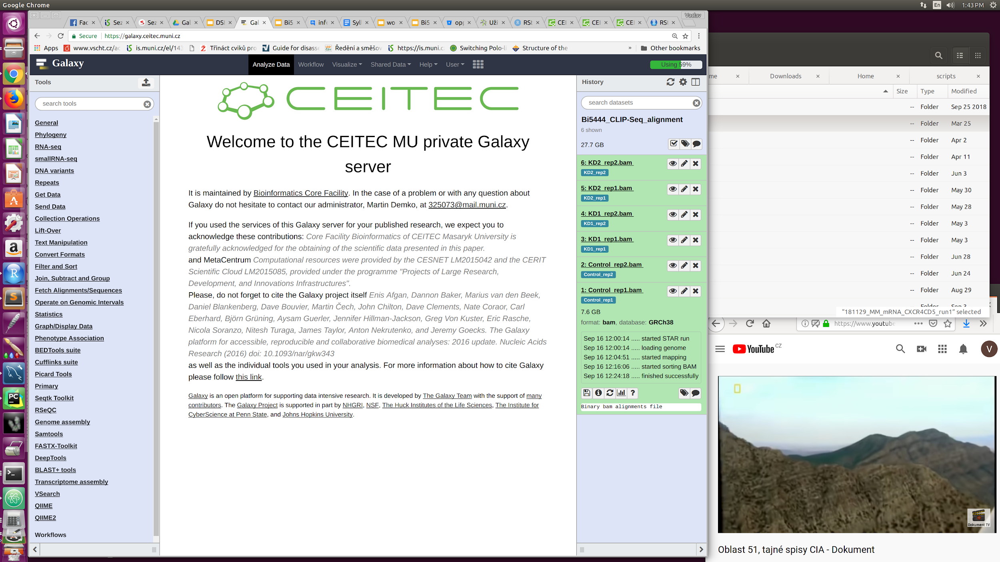 Google Chrome
En
1:43 PM
Vaclav
Fac
Sez
Sez
Gal
DSI
Gal
Bi5
info
Syll
wo
Bi5
opp
Uži
RSt
CEI
CEI
CEI
RSt
Secure
https://galaxy.ceitec.muni.cz
Apps
www.vscht.cz/ac
is.muni.cz/el/143
Třináct cviků pro
Guide for disasse
Ředění a směšov
https://is.muni.c
Switching Polo-li
Structure of the
»
Other bookmarks
Galaxy
Analyze Data
Workflow
Visualize
Shared Data
Help
User
Using 59%
Tools
search tools
General
Phylogeny
RNA-seq
smallRNA-seq
DNA variants
Repeats
Get Data
Send Data
Collection Operations
Lift-Over
Text Manipulation
Convert Formats
Filter and Sort
Join, Subtract and Group
Fetch Alignments/Sequences
Operate on Genomic Intervals
Statistics
Graph/Display Data
Phenotype Association
BEDTools suite
Cufflinks suite
Picard Tools
Primary
Seqtk Toolkit
RSeQC
Genome assembly
Samtools
FASTX-Toolkit
DeepTools
BLAST+ tools
Transcriptome assembly
VSearch
QIIME
QIIME2
Workflows
CEITEC
Welcome to the CEITEC MU private Galaxy
server
It is maintained by Bioinformatics Core Facility. In the case of a problem or with any question about
Galaxy do not hesitate to contact our administrator, Martin Demko, at 325073@mail.muni.cz.
If you used the services of this Galaxy server for your published research, we expect you to
acknowledge these contributions: Core Facility Bioinformatics of CEITEC Masaryk University is
gratefully acknowledged for the obtaining of the scientific data presented in this paper.
and MetaCentrum Computational resources were provided by the CESNET LM2015042 and the CERIT
Scientific Cloud LM2015085, provided under the programme "Projects of Large Research,
Development, and Innovations Infrastructures".
Please, do not forget to cite the Galaxy project itself Enis Afgan, Dannon Baker, Marius van den Beek,
Daniel Blankenberg, Dave Bouvier, Martin Čech, John Chilton, Dave Clements, Nate Coraor, Carl
Eberhard, Björn Grüning, Aysam Guerler, Jennifer Hillman-Jackson, Greg Von Kuster, Eric Rasche,
Nicola Soranzo, Nitesh Turaga, James Taylor, Anton Nekrutenko, and Jeremy Goecks. The Galaxy
platform for accessible, reproducible and collaborative biomedical analyses: 2016 update. Nucleic Acids
Research (2016) doi: 10.1093/nar/gkw343
as well as the individual tools you used in your analysis. For more information about how to cite Galaxy
please follow this link.
Galaxy is an open platform for supporting data intensive research. It is developed by The Galaxy Team with the support of many
contributors. The Galaxy Project is supported in part by NHGRI, NSF, The Huck Institutes of the Life Sciences, The Institute for
CyberScience at Penn State, and Johns Hopkins University.
History
search datasets
Bi5444_CLIP-Seq_alignment
6 shown
27.7 GB
6: KD2_rep2.bam
KD2_rep2
5: KD2_rep1.bam
KD2_rep1
4: KD1_rep2.bam
KD1_rep2
3: KD1_rep1.bam
KD1_rep1
2: Control_rep2.bam
Control_rep2
1: Control_rep1.bam
Control_rep1
7.6 GB
format: bam, database: GRCh38
Sep 16 12:00:14 ..... started STAR run
Sep 16 12:00:14 ..... loading genome
Sep 16 12:04:51 ..... started mapping
Sep 16 12:16:06 ..... started sorting BAM
Sep 16 12:24:18 ..... finished successfully
Binary bam alignments file
me
Downloads
Home
scripts
Size Type Modified
-- Folder Sep 25 2018
-- Folder Mar 25
-- Folder Apr 2
-- Folder Apr 11
-- Folder Jun 3
-- Folder May 30
-- Folder May 28
-- Folder May 3
-- Folder May 3
-- Folder Jun 28
-- Folder Jun 24
-- Folder Aug 29
“181129_MM_mRNA_CXCR4CD5_run1” selected
https://www.youtube
YouTube CZ
V
Dokument TV
Oblast 51, tajné spisy CIA - Dokument